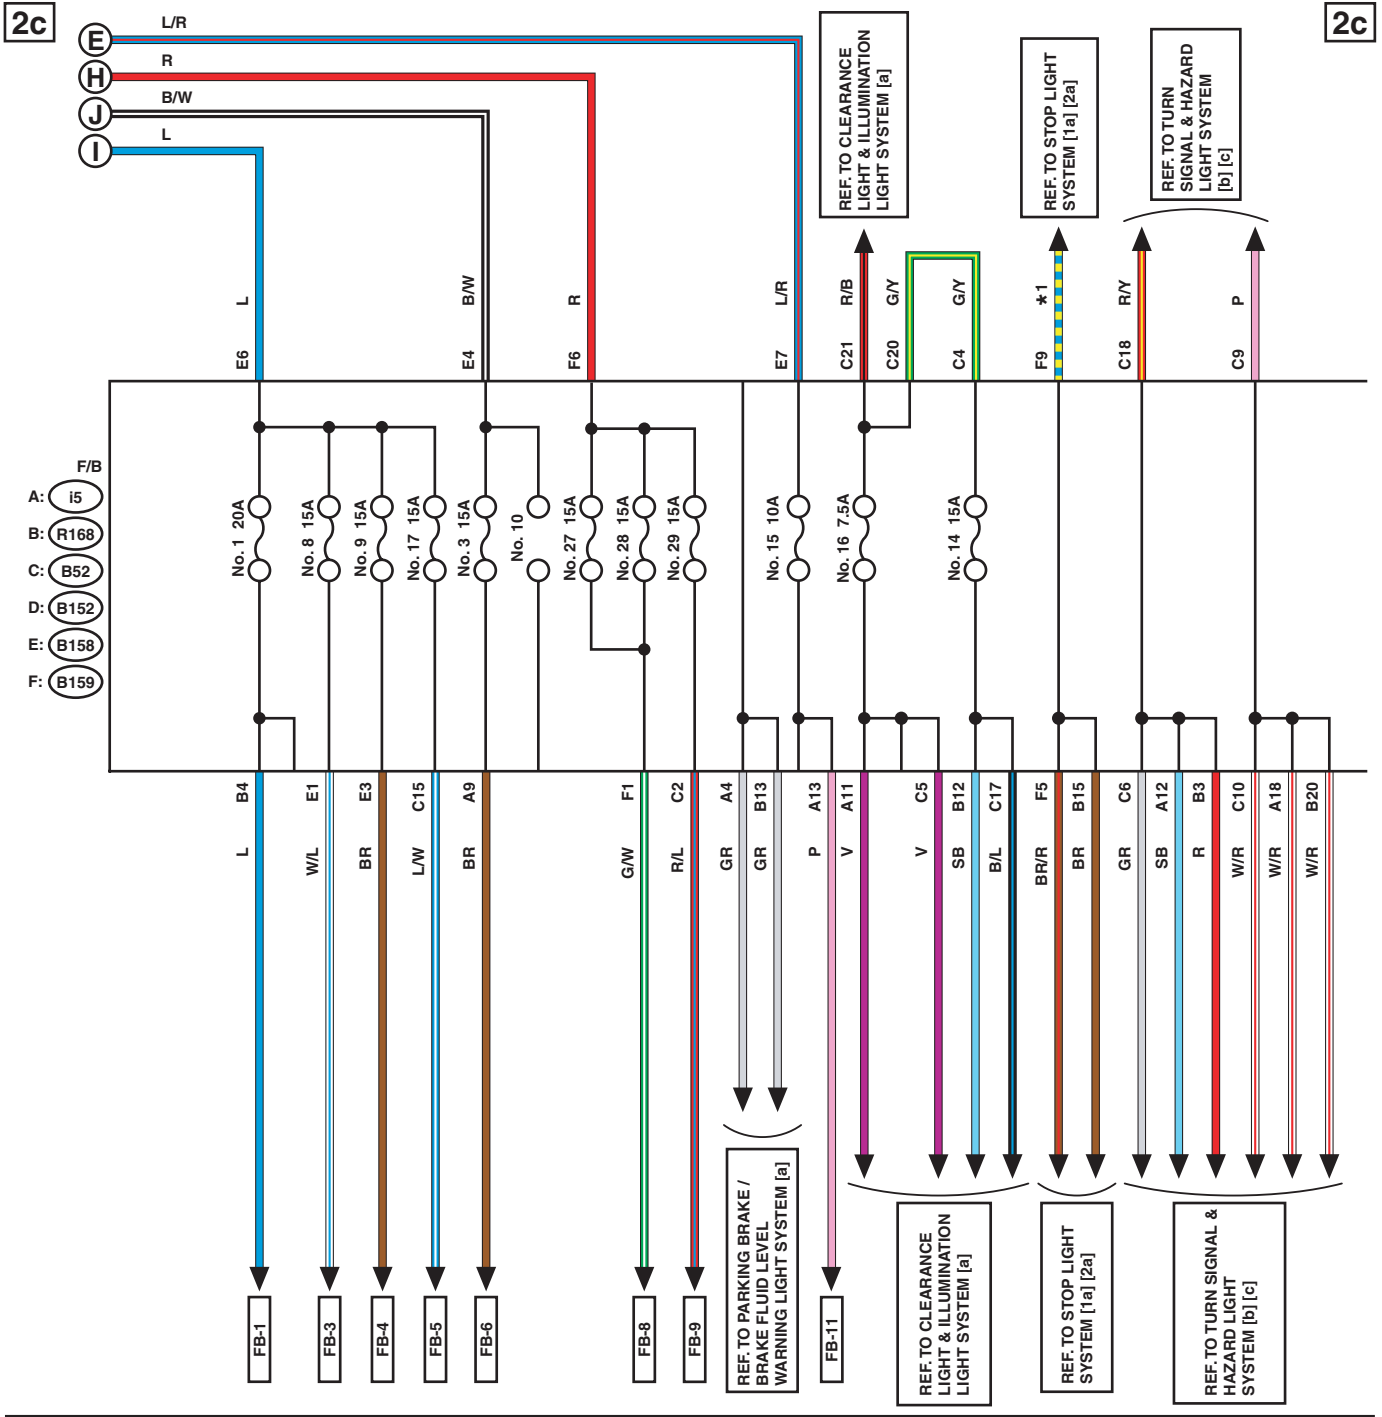 2c
2c
L/R
E
R
H
B/W
J
L
I
REF. TO CLEARANCE
LIGHT & ILLUMINATION
LIGHT SYSTEM [a]
REF. TO STOP LIGHT
SYSTEM [1a] [2a]
REF. TO TURN
SIGNAL & HAZARD
LIGHT SYSTEM
[b] [c]
L
B/W
R
L/R
R/B
G/Y
G/Y
*1
R/Y
P
E6
E4
F6
E7
C21
C20
C4
F9
C18
C9
F/B
A: i5
B: R168
C: B52
D: B152
E: B158
F: B159
No. 1 20A
No. 8 15A
No. 9 15A
No. 17 15A
No. 3 15A
No. 10
No. 27 15A
No. 28 15A
No. 29 15A
No. 15 10A
No. 16 7.5A
No. 14 15A
B4
E1
E3
C15
A9
F1
C2
A4
B13
A13
A11
C5
B12
C17
F5
B15
C6
A12
B3
C10
A18
B20
L
W/L
BR
L/W
BR
G/W
R/L
GR
GR
P
V
V
SB
B/L
BR/R
BR
GR
SB
R
W/R
W/R
W/R
FB-1
FB-3
FB-4
FB-5
FB-6
FB-8
FB-9
REF. TO PARKING BRAKE /
BRAKE FLUID LEVEL
WARNING LIGHT SYSTEM [a]
FB-11
REF. TO CLEARANCE
LIGHT & ILLUMINATION
LIGHT SYSTEM [a]
REF. TO STOP LIGHT
SYSTEM [1a] [2a]
REF. TO TURN SIGNAL &
HAZARD LIGHT
SYSTEM [b] [c]